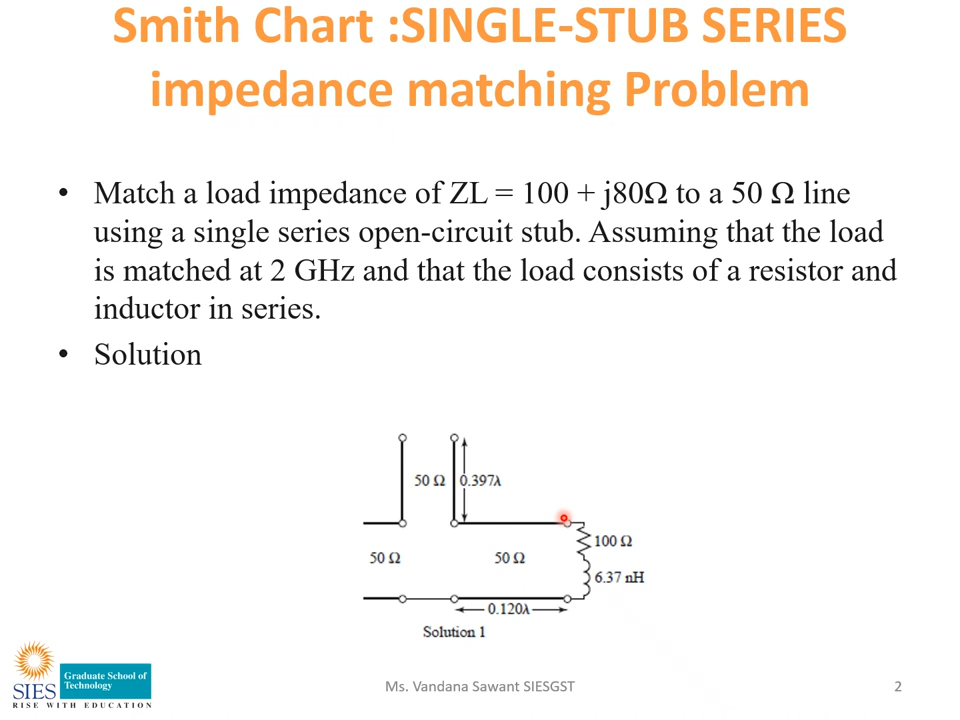 Smith Chart :SINGLE-STUB SERIES
impedance matching Problem
• Match a load impedance of ZL = 100 + j80Ω to a 50 Ω line
using a single series open-circuit stub. Assuming that the load
is matched at 2 GHz and that the load consists of a resistor and
inductor in series.
• Solution
50 Ω 0.397λ
100 Ω
50 Ω 50 Ω
6.37 nH
0.120λ
Solution 1
SIES
Graduate School of
Technology
RISE WITH EDUCATION
Ms. Vandana Sawant SIESGST
2